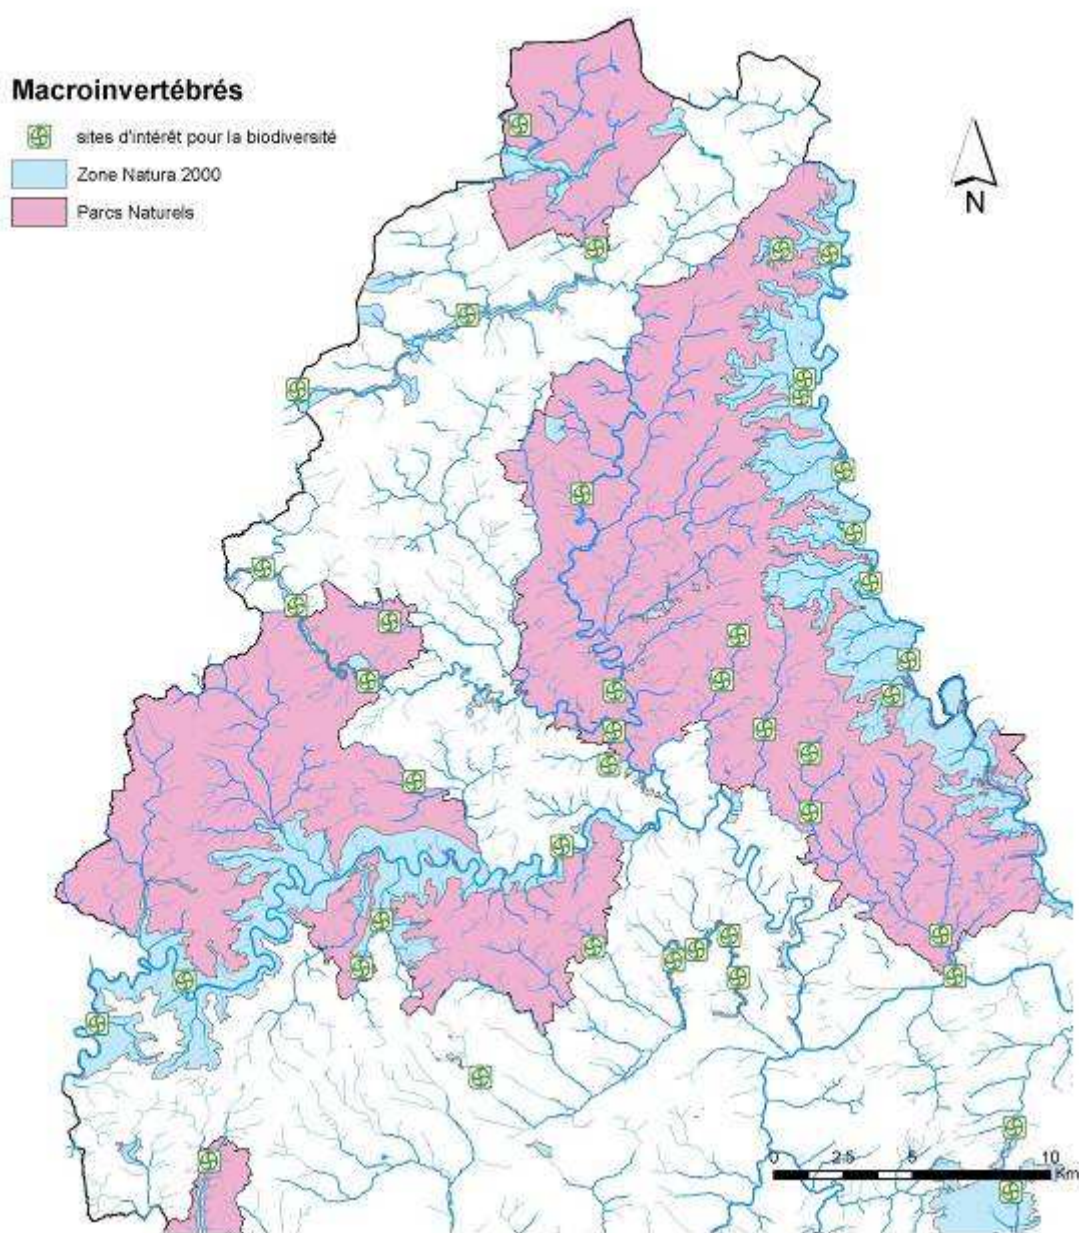 Macroinvertébrés
sites d'intérêt pour la biodiversité
Zone Natura 2000
Parcs Naturels
N
0 2.5 5 10
Km